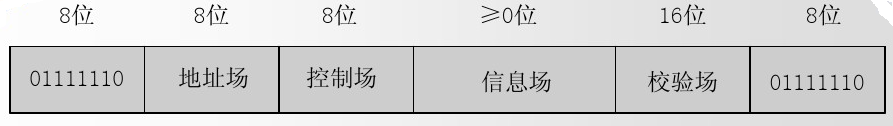 8位 8位 8位 ≥0位 16位 8位
01111110 地址场 控制场 信息场 校验场 01111110